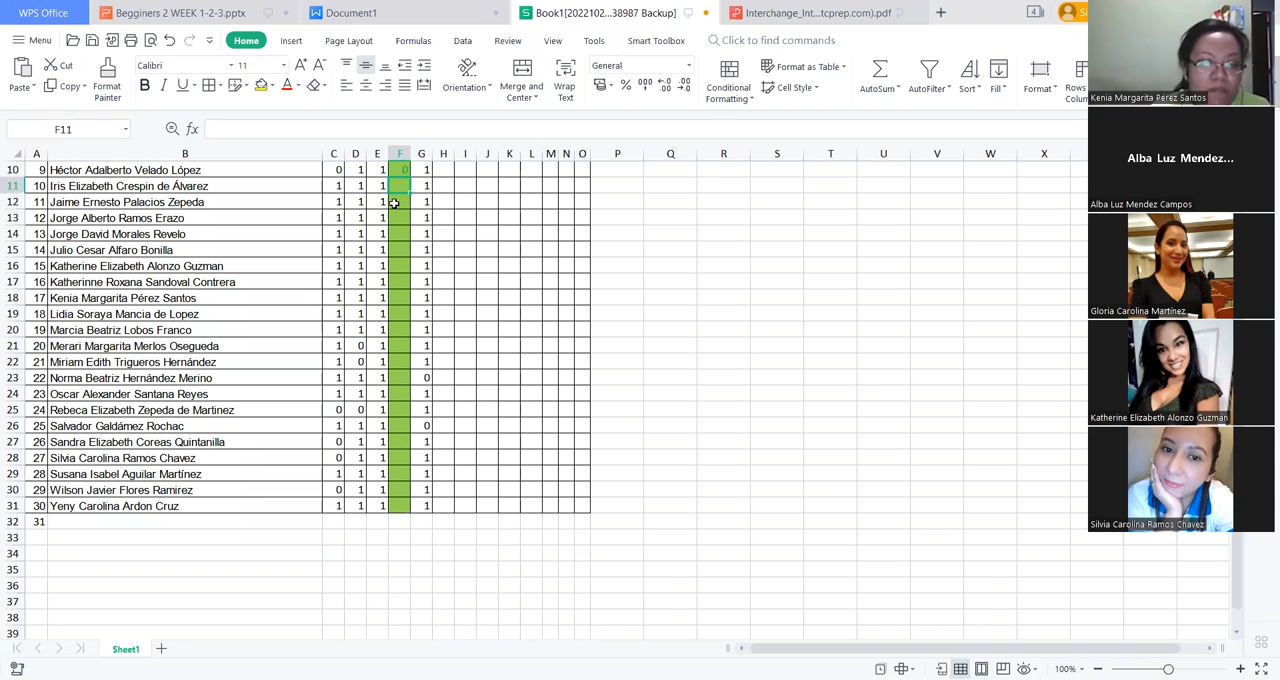 WPS Office Begginers 2 WEEK 1-2-3.pptx Document1 Book1[2022102...38987 Backup] Interchange_Int...tcprep.com).pdf
Menu Home Insert Page Layout Formulas Data Review View Tools Smart Toolbox Click to find commands
Paste Cut Copy Format Painter Calibri 11 General
B I U A Orientation Merge and Center Wrap Text Conditional Formatting Format as Table Cell Style AutoSum AutoFilter Sort Fill Format
F11 fx
A B C D E F G H I J K L M N O P Q R S T U V W X
10 9 Héctor Adalberto Velado López 0 1 1 0 1
11 10 Iris Elizabeth Crespin de Álvarez 1 1 1 1
12 11 Jaime Ernesto Palacios Zepeda 1 1 1 1
13 12 Jorge Alberto Ramos Erazo 1 1 1 1
14 13 Jorge David Morales Revelo 1 1 1 1
15 14 Julio Cesar Alfaro Bonilla 1 1 1 1
16 15 Katherine Elizabeth Alonzo Guzman 1 1 1 1
17 16 Katherinne Roxana Sandoval Contrera 1 1 1 1
18 17 Kenia Margarita Pérez Santos 1 1 1 1
19 18 Lidia Soraya Mancia de Lopez 1 1 1 1
20 19 Marcia Beatriz Lobos Franco 1 1 1 1
21 20 Merari Margarita Merlos Osegueda 1 0 1 1
22 21 Miriam Edith Trigueros Hernández 1 0 1 1
23 22 Norma Beatriz Hernández Merino 1 1 1 0
24 23 Oscar Alexander Santana Reyes 1 1 1 1
25 24 Rebeca Elizabeth Zepeda de Martinez 0 0 1 1
26 25 Salvador Galdámez Rochac 1 1 1 0
27 26 Sandra Elizabeth Coreas Quintanilla 0 1 1 1
28 27 Silvia Carolina Ramos Chavez 0 1 1 1
29 28 Susana Isabel Aguilar Martínez 1 1 1 1
30 29 Wilson Javier Flores Ramirez 0 1 1 1
31 30 Yeny Carolina Ardon Cruz 1 1 1 1
32 31
33
34
35
36
37
38
39
Sheet1
100%
Kenia Margarita Pérez Santos
Alba Luz Mendez...
Alba Luz Mendez Campos
Gloria Carolina Martínez
Katherine Elizabeth Alonzo Guzmán
Silvia Carolina Ramos Chavez